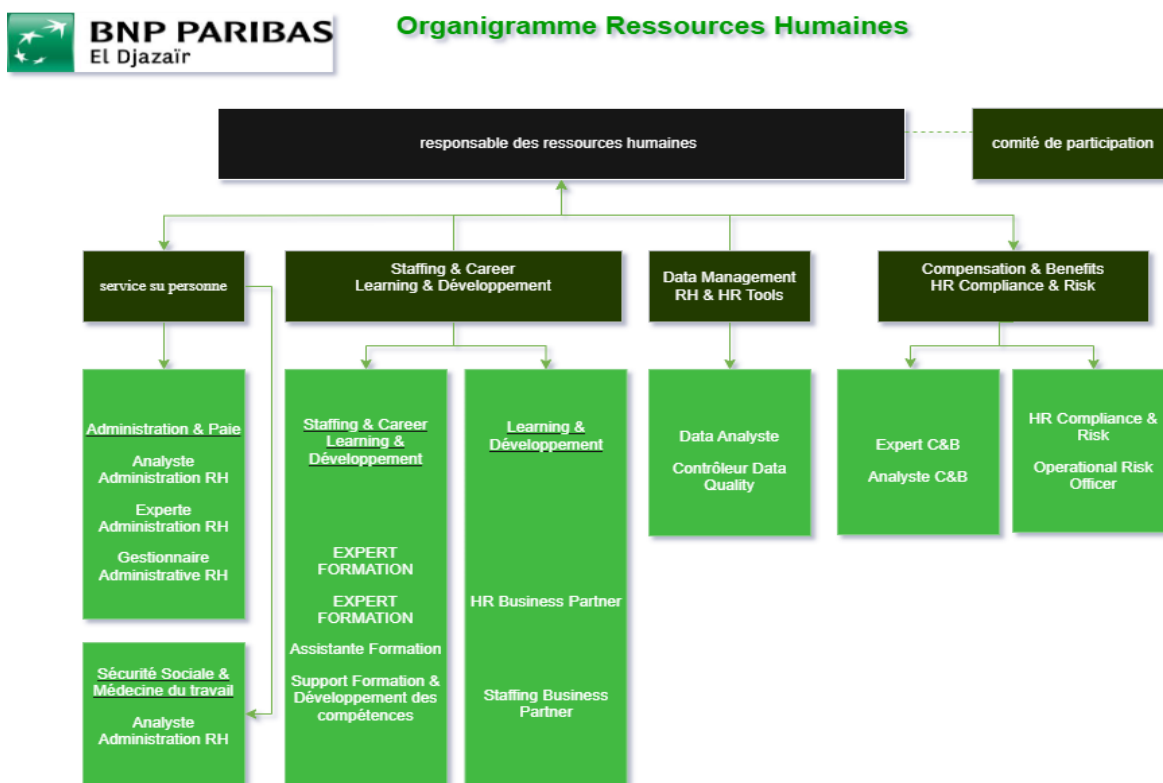 BNP PARIBAS
El Djazaïr
Organigramme Ressources Humaines
responsable des ressources humaines
comité de participation
service su personne
Staffing & Career
Learning & Développement
Data Management
RH & HR Tools
Compensation & Benefits
HR Compliance & Risk
Administration & Paie
Analyste
Administration RH
Experte
Administration RH
Gestionnaire
Administrative RH
Sécurité Sociale &
Médecine du travail
Analyste
Administration RH
Staffing & Career
Learning &
Développement
EXPERT
FORMATION
EXPERT
FORMATION
Assistante Formation
Support Formation &
Développement des
compétences
Learning &
Développement
HR Business Partner
Staffing Business
Partner
Data Analyste
Contrôleur Data
Quality
Expert C&B
Analyste C&B
HR Compliance &
Risk
Operational Risk
Officer